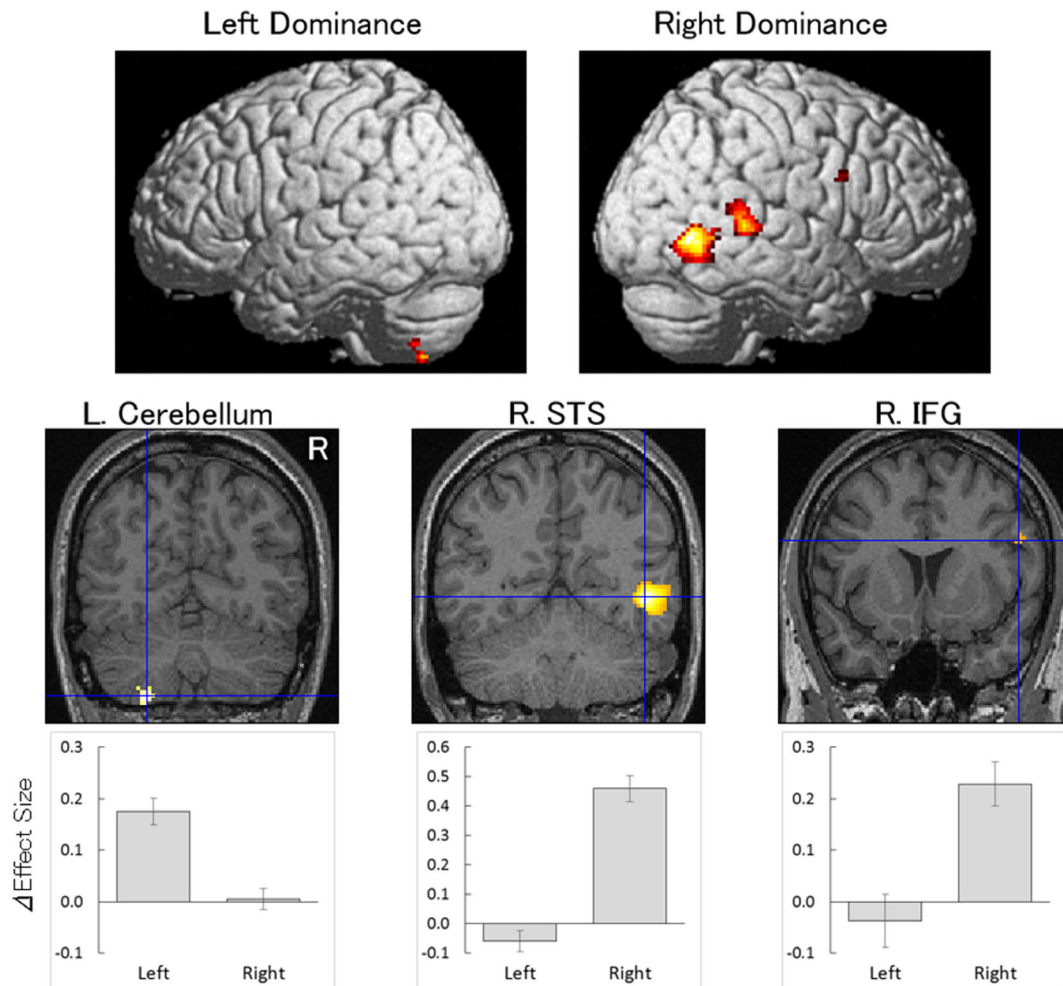 Left Dominance
Right Dominance
L. Cerebellum
R. STS
R. IFG
R
ΔEffect Size
0.3
0.2
0.1
0.0
-0.1
Left
Right
0.6
0.5
0.4
0.3
0.2
0.1
0.0
-0.1
Left
Right
0.3
0.2
0.1
0.0
-0.1
Left
Right